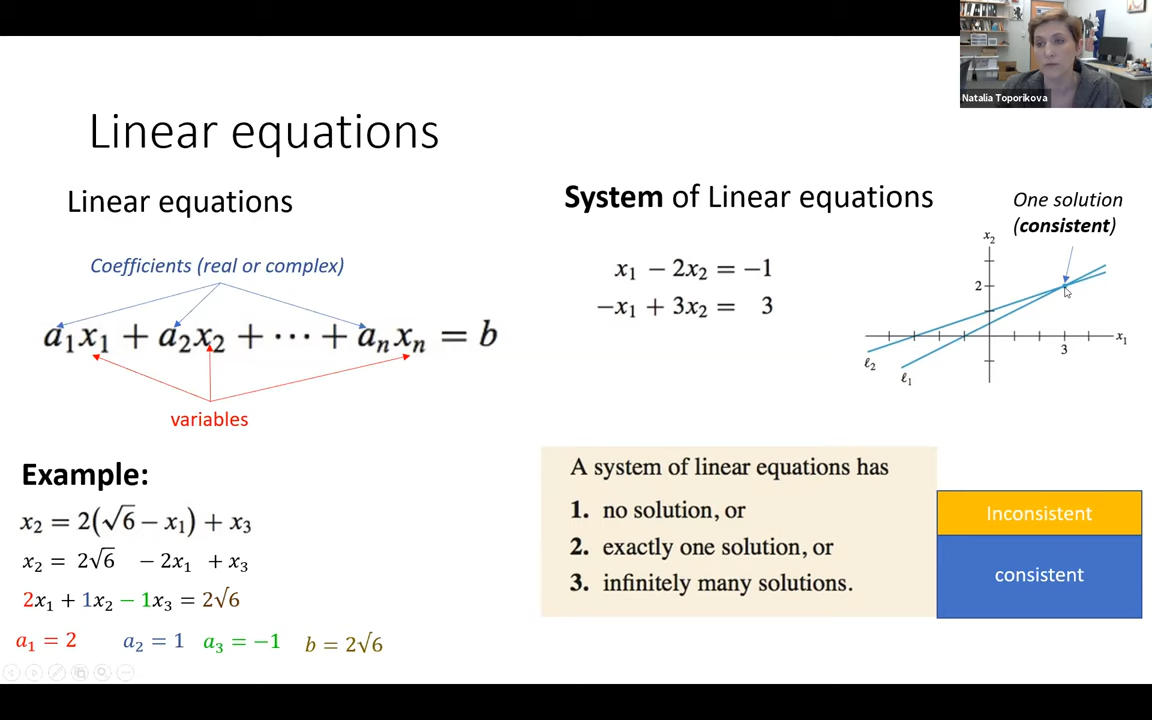 Natalia Toporikova
Linear equations
Linear equations
Coefficients (real or complex)
a₁x₁ + a₂x₂ + ⋯ + aₙxₙ = b
variables
Example:
x₂ = 2(√6 − x₁) + x₃
x₂ = 2√6 − 2x₁ + x₃
2x₁ + 1x₂ − 1x₃ = 2√6
a₁ = 2 a₂ = 1 a₃ = −1 b = 2√6
System of Linear equations
x₁ − 2x₂ = −1
−x₁ + 3x₂ = 3
One solution
(consistent)
x₂
2
x₁
3
ℓ₂
ℓ₁
A system of linear equations has
1. no solution, or
2. exactly one solution, or
3. infinitely many solutions.
Inconsistent
consistent